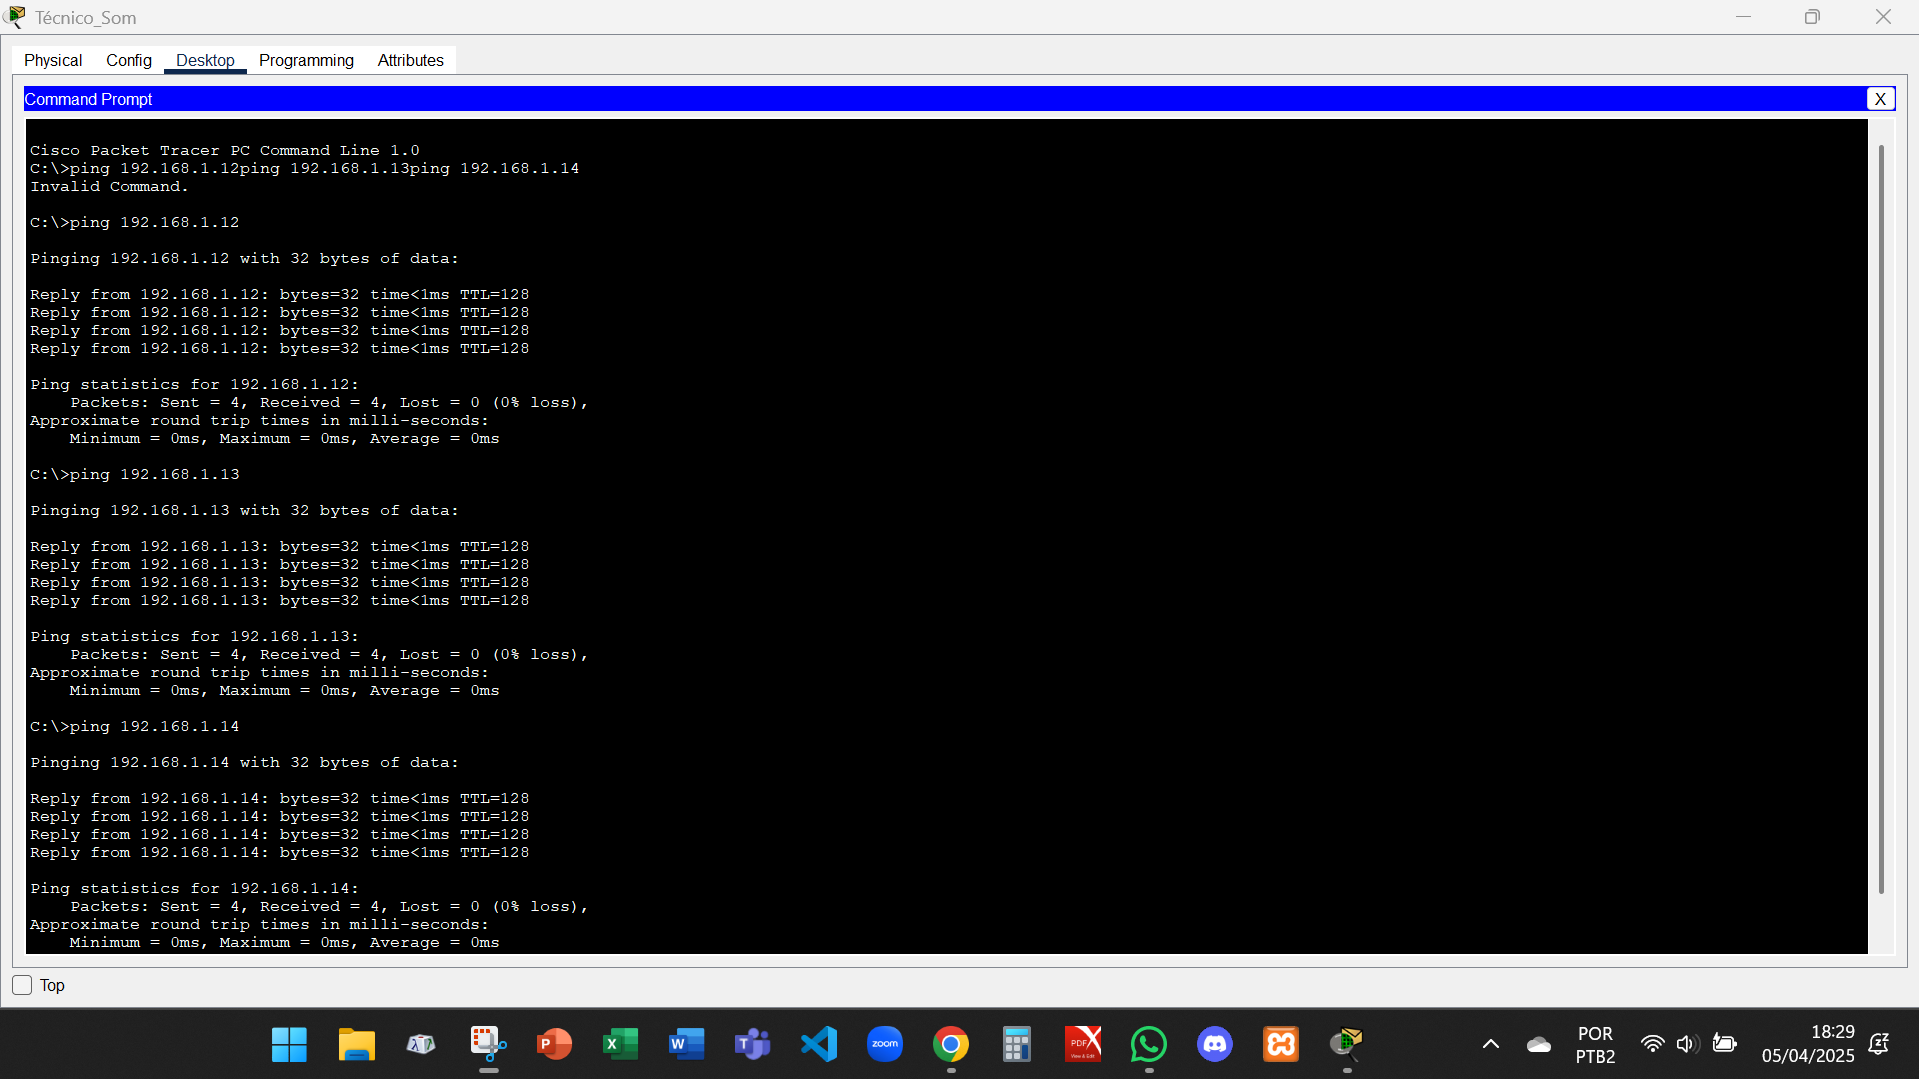 Técnico_Som
Physical Config Desktop Programming Attributes
Command Prompt X
Cisco Packet Tracer PC Command Line 1.0
C:\>ping 192.168.1.12ping 192.168.1.13ping 192.168.1.14
Invalid Command.
C:\>ping 192.168.1.12
Pinging 192.168.1.12 with 32 bytes of data:
Reply from 192.168.1.12: bytes=32 time<1ms TTL=128
Reply from 192.168.1.12: bytes=32 time<1ms TTL=128
Reply from 192.168.1.12: bytes=32 time<1ms TTL=128
Reply from 192.168.1.12: bytes=32 time<1ms TTL=128
Ping statistics for 192.168.1.12:
Packets: Sent = 4, Received = 4, Lost = 0 (0% loss),
Approximate round trip times in milli-seconds:
Minimum = 0ms, Maximum = 0ms, Average = 0ms
C:\>ping 192.168.1.13
Pinging 192.168.1.13 with 32 bytes of data:
Reply from 192.168.1.13: bytes=32 time<1ms TTL=128
Reply from 192.168.1.13: bytes=32 time<1ms TTL=128
Reply from 192.168.1.13: bytes=32 time<1ms TTL=128
Reply from 192.168.1.13: bytes=32 time<1ms TTL=128
Ping statistics for 192.168.1.13:
Packets: Sent = 4, Received = 4, Lost = 0 (0% loss),
Approximate round trip times in milli-seconds:
Minimum = 0ms, Maximum = 0ms, Average = 0ms
C:\>ping 192.168.1.14
Pinging 192.168.1.14 with 32 bytes of data:
Reply from 192.168.1.14: bytes=32 time<1ms TTL=128
Reply from 192.168.1.14: bytes=32 time<1ms TTL=128
Reply from 192.168.1.14: bytes=32 time<1ms TTL=128
Reply from 192.168.1.14: bytes=32 time<1ms TTL=128
Ping statistics for 192.168.1.14:
Packets: Sent = 4, Received = 4, Lost = 0 (0% loss),
Approximate round trip times in milli-seconds:
Minimum = 0ms, Maximum = 0ms, Average = 0ms
Top
P X W T zoom PDF
View & Edit
POR 18:29
PTB2 05/04/2025